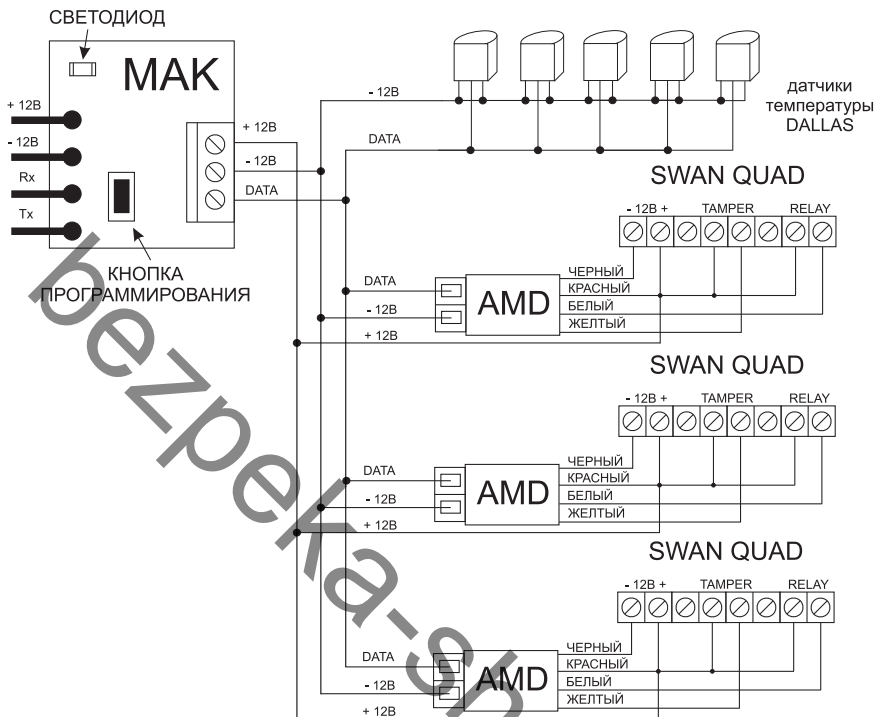 СВЕТОДИОД
МАК
+ 12В
- 12В
Rx
Tx
+ 12В
- 12В
DATA
КНОПКА
ПРОГРАММИРОВАНИЯ
- 12В
DATA
датчики
температуры
DALLAS
SWAN QUAD
- 12В + TAMPER RELAY
DATA
- 12В
+ 12В
AMD
ЧЕРНЫЙ
КРАСНЫЙ
БЕЛЫЙ
ЖЕЛТЫЙ
SWAN QUAD
- 12В + TAMPER RELAY
DATA
- 12В
+ 12В
AMD
ЧЕРНЫЙ
КРАСНЫЙ
БЕЛЫЙ
ЖЕЛТЫЙ
SWAN QUAD
- 12В + TAMPER RELAY
DATA
- 12В
+ 12В
AMD
ЧЕРНЫЙ
КРАСНЫЙ
БЕЛЫЙ
ЖЕЛТЫЙ
bezpeka-sh